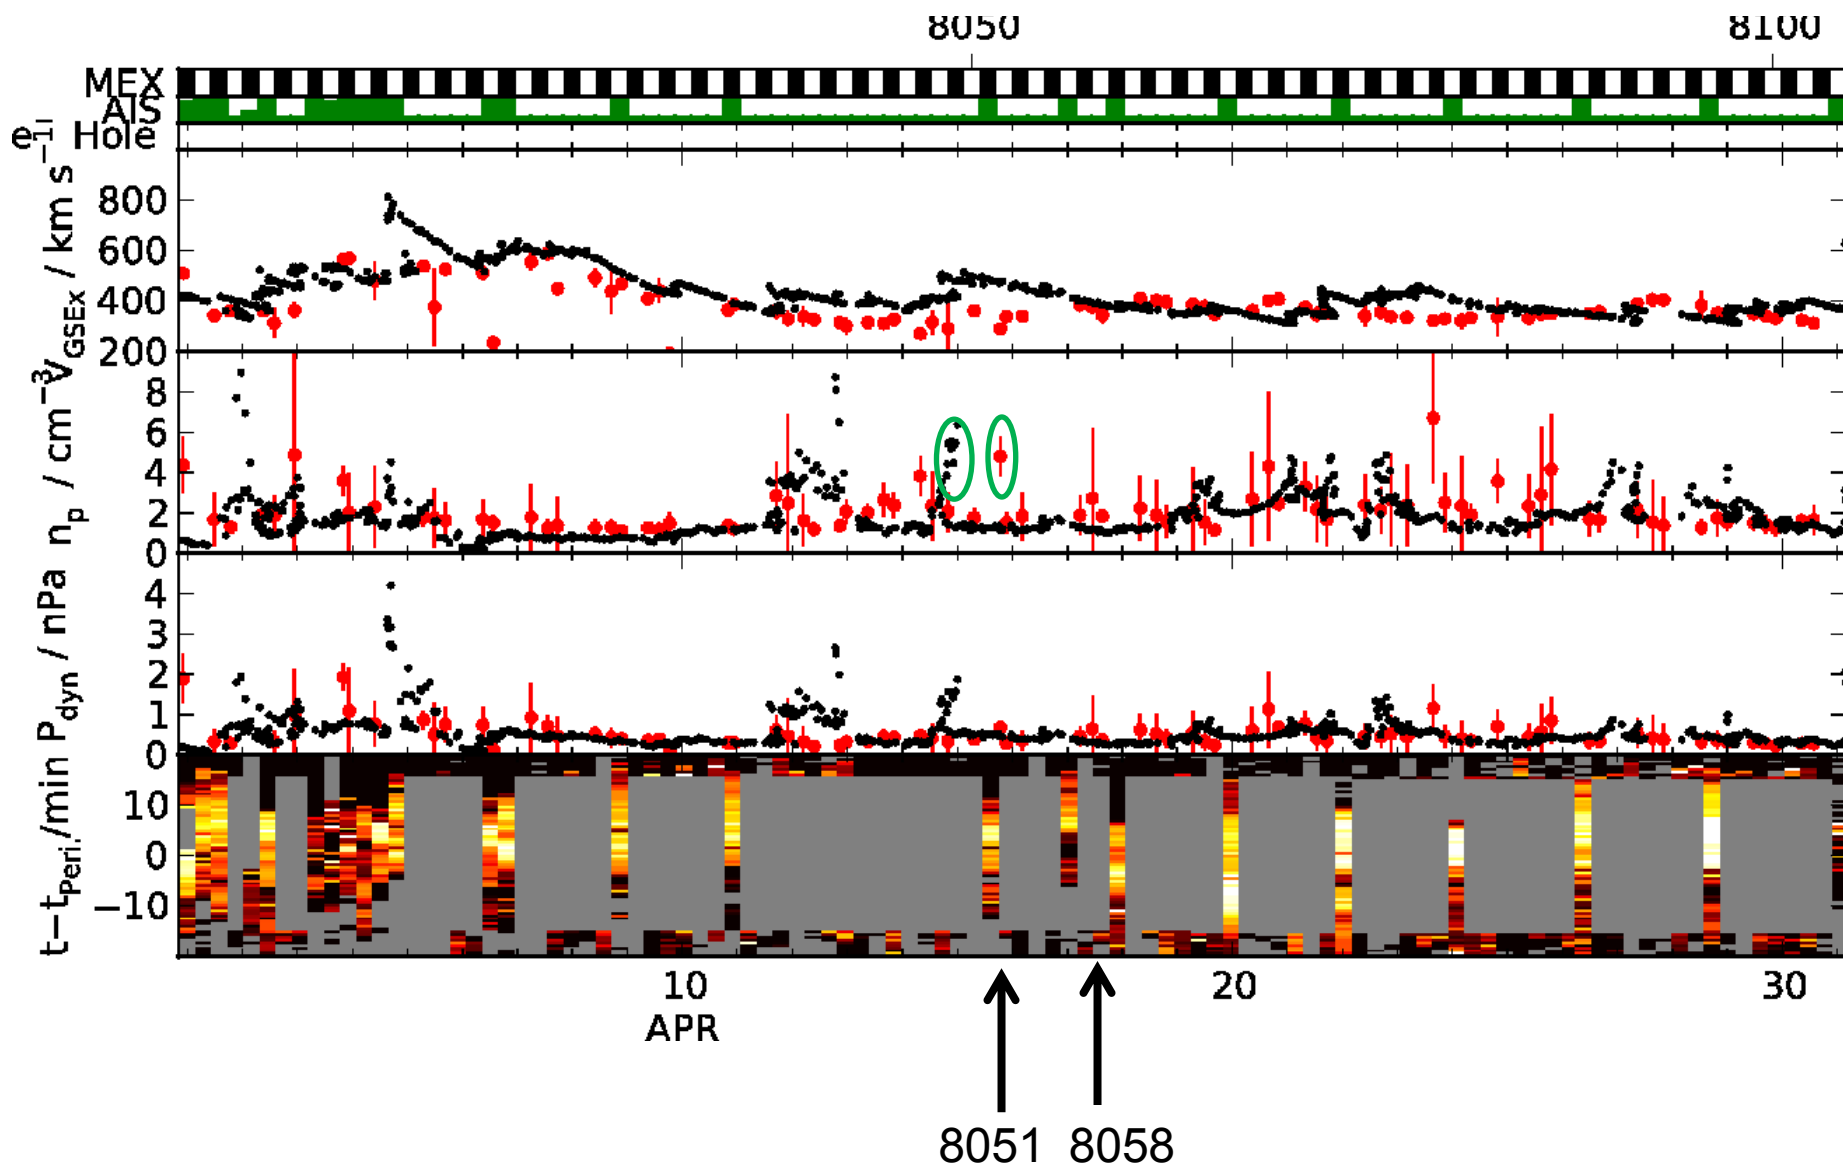 8050 8100
MEX
AIS
e⁻ Hole
V_GSEx / km s⁻¹
800
600
400
200
n_p / cm⁻³
8
6
4
2
0
P_dyn / nPa
4
3
2
1
0
t−t_Peri. /min
10
0
−10
10 20 30
APR
8051 8058